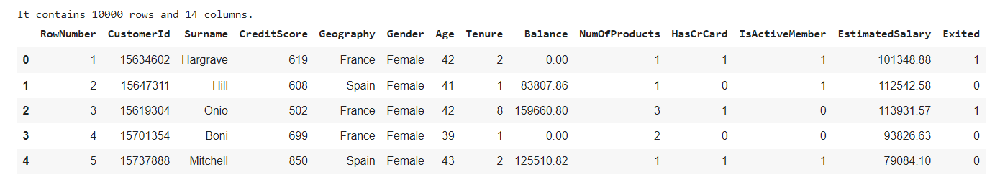 It contains 10000 rows and 14 columns.
RowNumber CustomerId Surname CreditScore Geography Gender Age Tenure Balance NumOfProducts HasCrCard IsActiveMember EstimatedSalary Exited
0 1 15634602 Hargrave 619 France Female 42 2 0.00 1 1 1 101348.88 1
1 2 15647311 Hill 608 Spain Female 41 1 83807.86 1 0 1 112542.58 0
2 3 15619304 Onio 502 France Female 42 8 159660.80 3 1 0 113931.57 1
3 4 15701354 Boni 699 France Female 39 1 0.00 2 0 0 93826.63 0
4 5 15737888 Mitchell 850 Spain Female 43 2 125510.82 1 1 1 79084.10 0